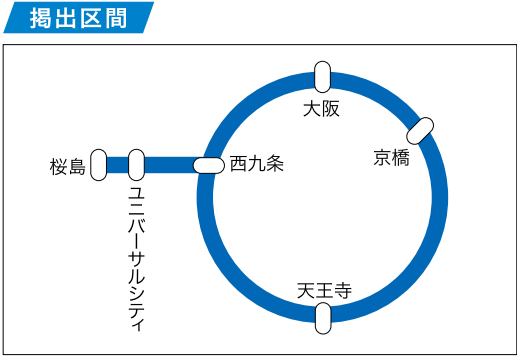 掲出区間
大阪
京橋
西九条
桜島
ユニバーサルシティ
天王寺